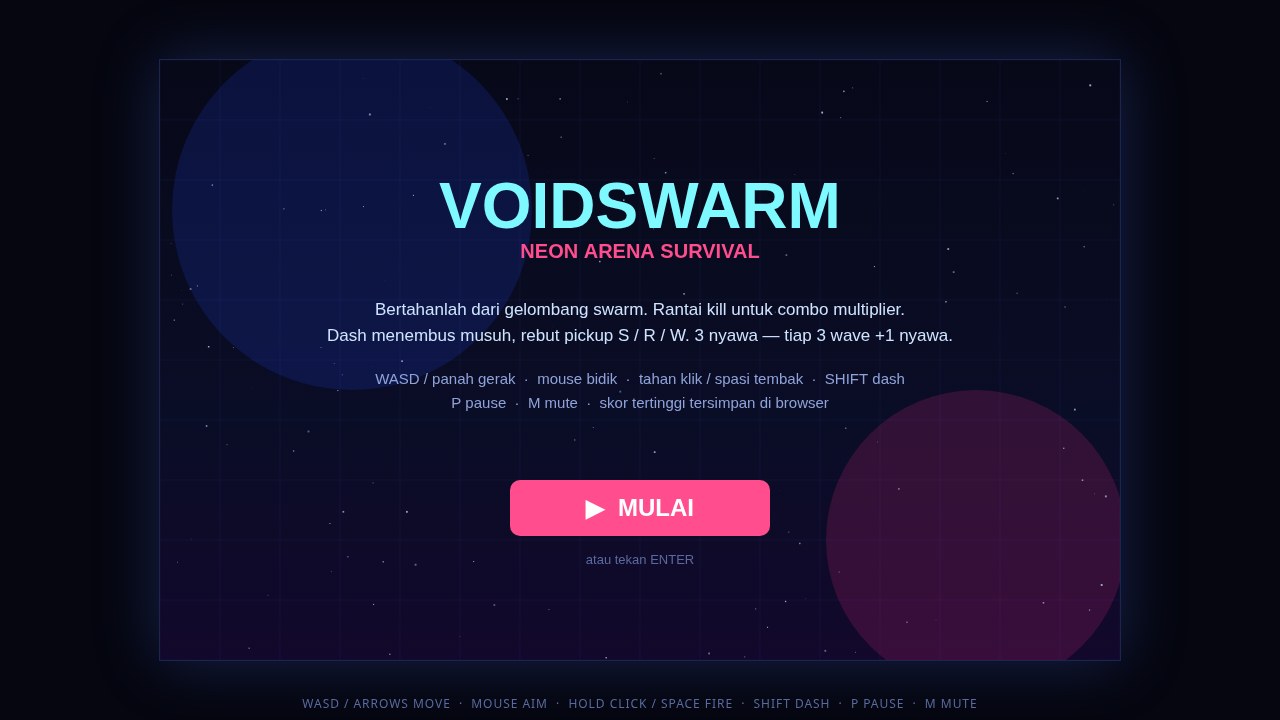 VOIDSWARM
NEON ARENA SURVIVAL
Bertahanlah dari gelombang swarm. Rantai kill untuk combo multiplier.
Dash menembus musuh, rebut pickup S / R / W. 3 nyawa — tiap 3 wave +1 nyawa.
WASD / panah gerak · mouse bidik · tahan klik / spasi tembak · SHIFT dash
P pause · M mute · skor tertinggi tersimpan di browser
▶ MULAI
atau tekan ENTER
WASD / ARROWS MOVE · MOUSE AIM · HOLD CLICK / SPACE FIRE · SHIFT DASH · P PAUSE · M MUTE